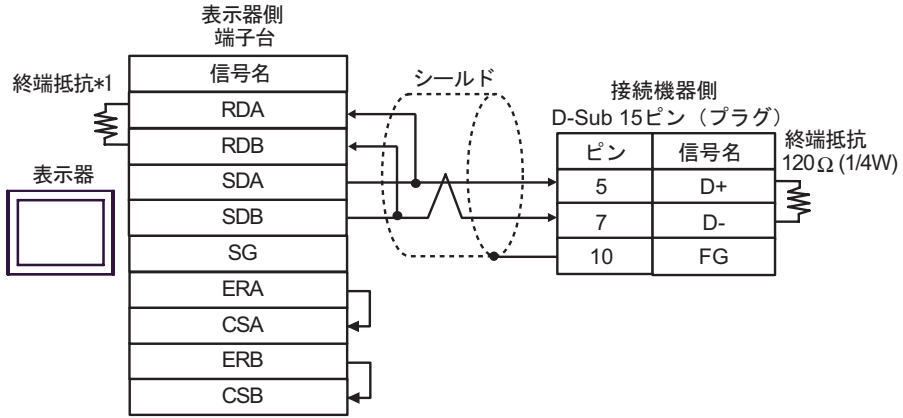 表示器側
端子台
終端抵抗*1
信号名
RDA
RDB
SDA
SDB
SG
ERA
CSA
ERB
CSB
表示器
シールド
接続機器側
D-Sub 15ピン（プラグ）
ピン 信号名
5 D+
7 D-
10 FG
終端抵抗
120Ω (1/4W)